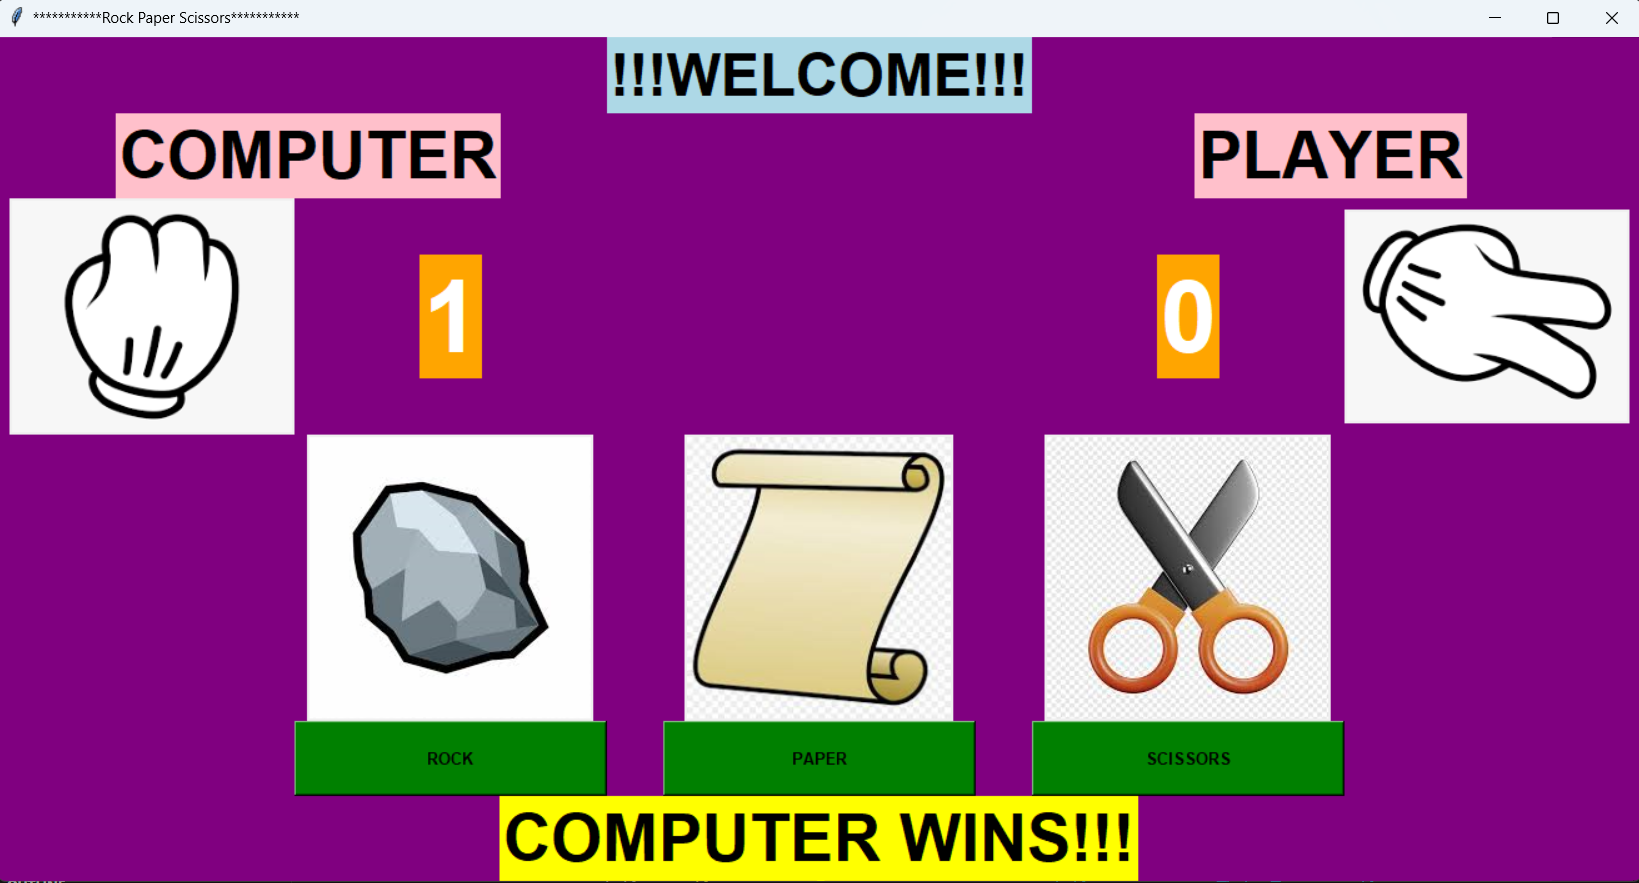 ***********Rock Paper Scissors***********
!!!WELCOME!!!
COMPUTER
PLAYER
1
0
ROCK
PAPER
SCISSORS
COMPUTER WINS!!!